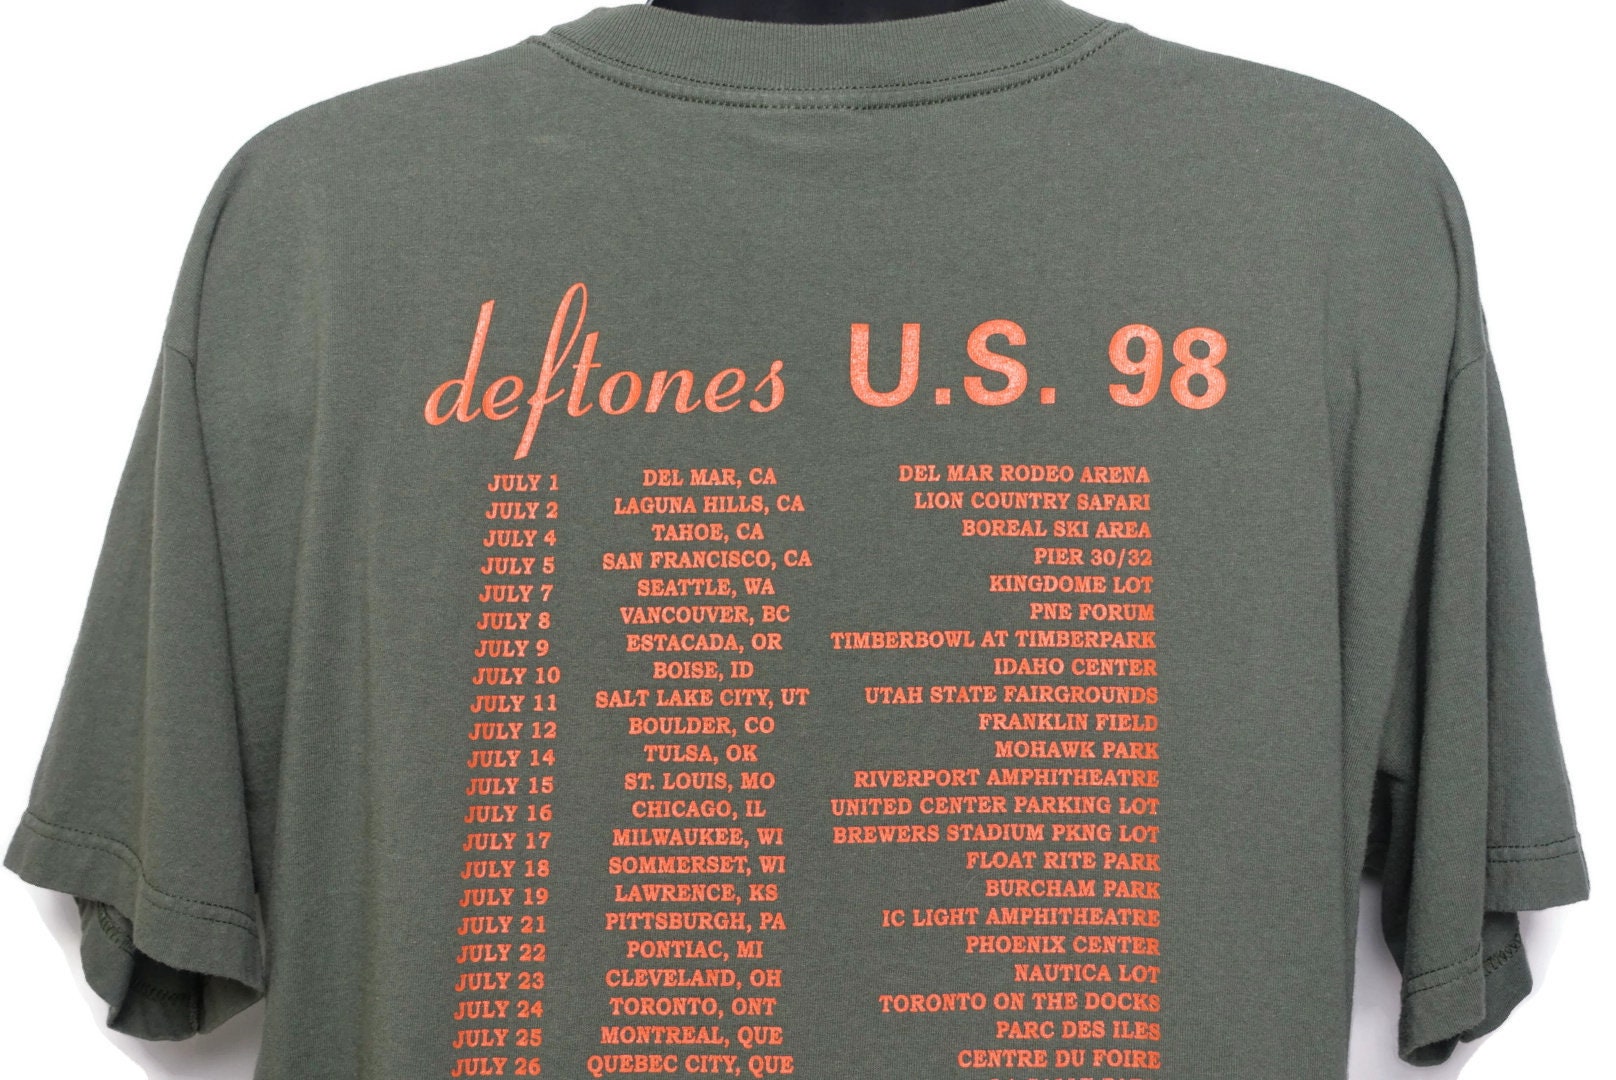 deftones U.S. 98
JULY 1 DEL MAR, CA DEL MAR RODEO ARENA
JULY 2 LAGUNA HILLS, CA LION COUNTRY SAFARI
JULY 4 TAHOE, CA BOREAL SKI AREA
JULY 5 SAN FRANCISCO, CA PIER 30/32
JULY 7 SEATTLE, WA KINGDOME LOT
JULY 8 VANCOUVER, BC PNE FORUM
JULY 9 ESTACADA, OR TIMBERBOWL AT TIMBERPARK
JULY 10 BOISE, ID IDAHO CENTER
JULY 11 SALT LAKE CITY, UT UTAH STATE FAIRGROUNDS
JULY 12 BOULDER, CO FRANKLIN FIELD
JULY 14 TULSA, OK MOHAWK PARK
JULY 15 ST. LOUIS, MO RIVERPORT AMPHITHEATRE
JULY 16 CHICAGO, IL UNITED CENTER PARKING LOT
JULY 17 MILWAUKEE, WI BREWERS STADIUM PKNG LOT
JULY 18 SOMMERSET, WI FLOAT RITE PARK
JULY 19 LAWRENCE, KS BURCHAM PARK
JULY 21 PITTSBURGH, PA IC LIGHT AMPHITHEATRE
JULY 22 PONTIAC, MI PHOENIX CENTER
JULY 23 CLEVELAND, OH NAUTICA LOT
JULY 24 TORONTO, ONT TORONTO ON THE DOCKS
JULY 25 MONTREAL, QUE PARC DES ILES
JULY 26 QUEBEC CITY, QUE CENTRE DU FOIRE